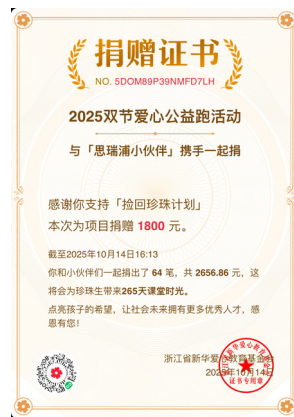 捐赠证书
NO. 5DOM89P39NMFD7LH
2025双节爱心公益跑活动
与「思瑞浦小伙伴」携手一起捐
感谢你支持「捡回珍珠计划」
本次为项目捐赠 1800 元。
截至2025年10月14日16:13
你和小伙伴们一起捐出了 64 笔，共 2656.86 元，这
将会为珍珠生带来265天课堂时光。
点亮孩子的希望，让社会未来拥有更多优秀人才，感
恩有您！
浙江省新华爱心教育基金会
2025年10月14日
证书专用章